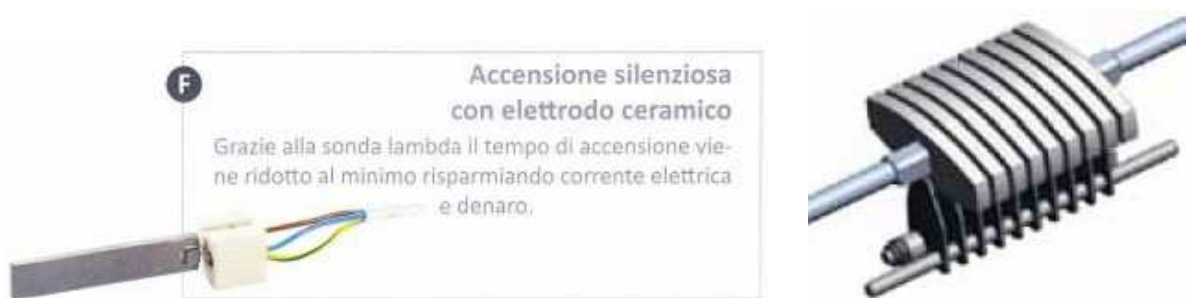 F
Accensione silenziosa
con elettrodo ceramico
Grazie alla sonda lambda il tempo di accensione vie-
ne ridotto al minimo risparmiando corrente elettrica
e denaro.